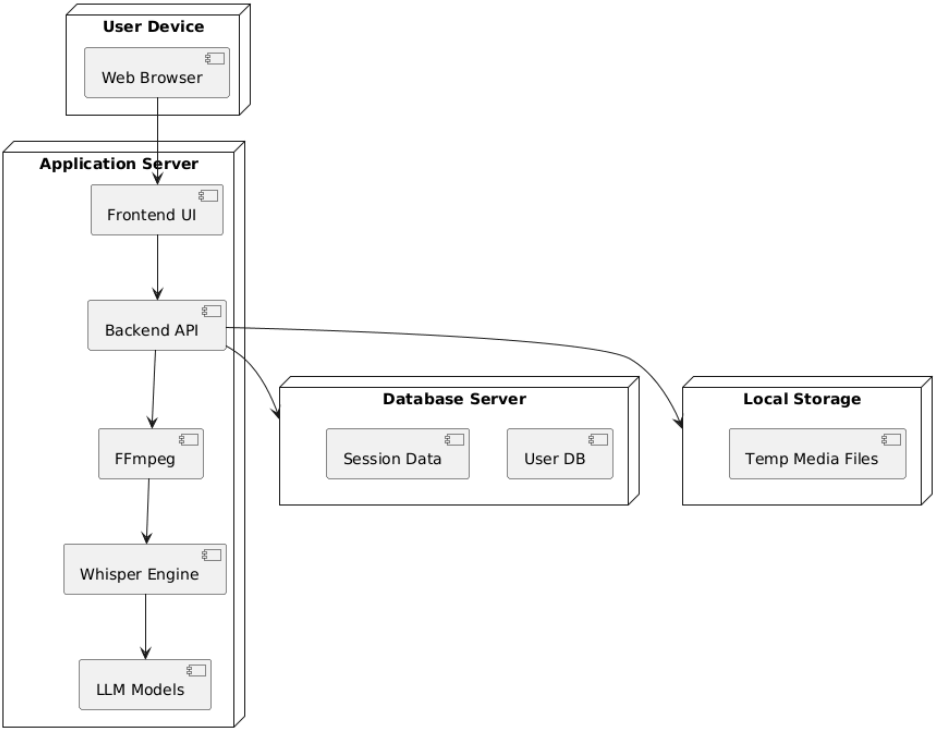 User Device
Web Browser
Application Server
Frontend UI
Backend API
FFmpeg
Whisper Engine
LLM Models
Database Server
Session Data
User DB
Local Storage
Temp Media Files